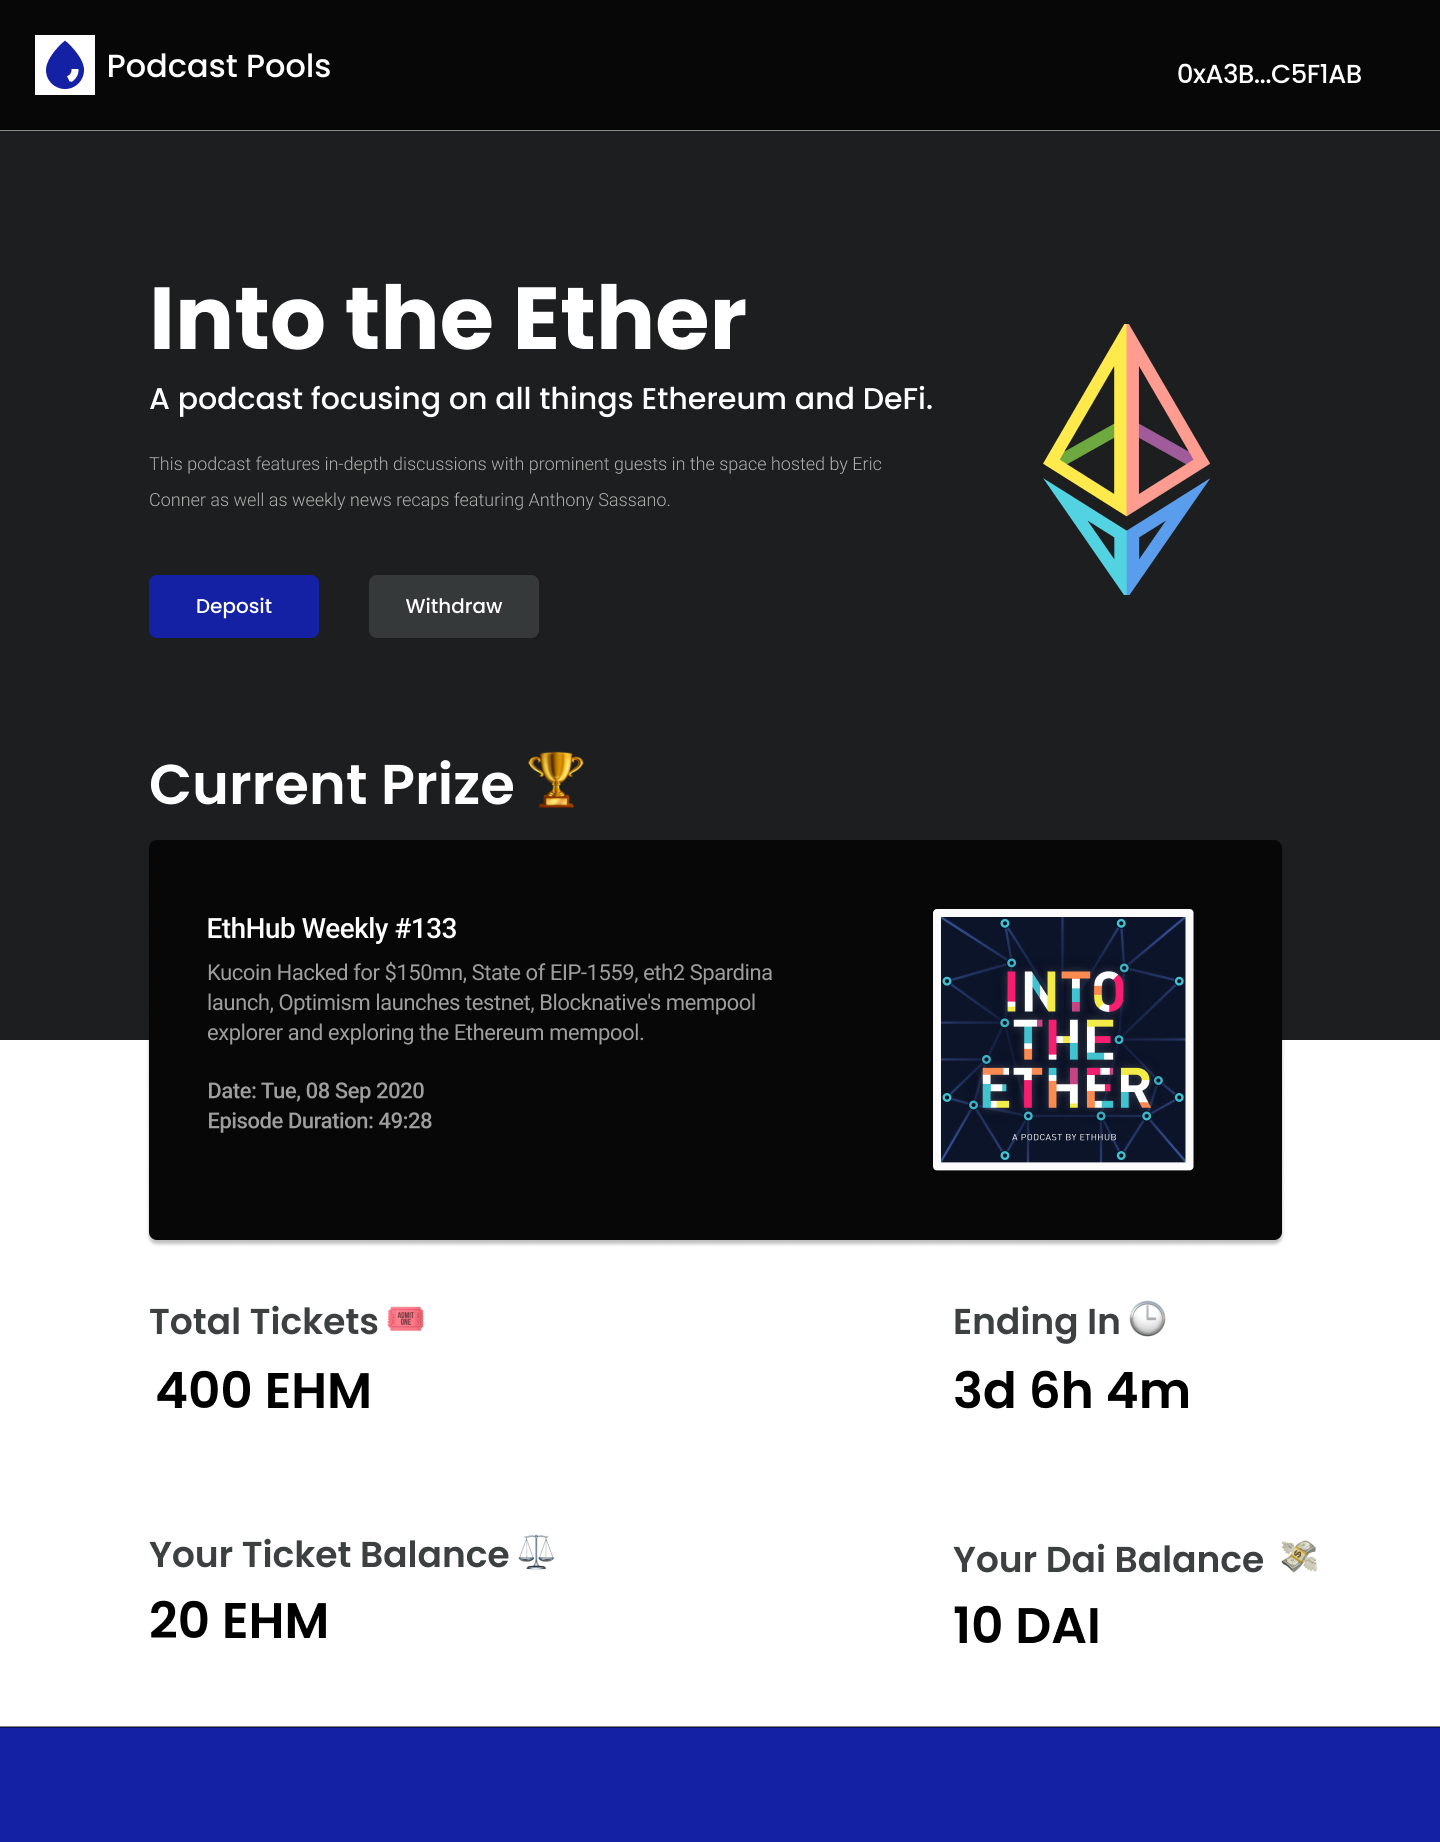 Podcast Pools
0xA3B...C5F1AB
Into the Ether
A podcast focusing on all things Ethereum and DeFi.
This podcast features in-depth discussions with prominent guests in the space hosted by Eric
Conner as well as weekly news recaps featuring Anthony Sassano.
Deposit
Withdraw
Current Prize
EthHub Weekly #133
Kucoin Hacked for $150mn, State of EIP-1559, eth2 Spardina
launch, Optimism launches testnet, Blocknative's mempool
explorer and exploring the Ethereum mempool.
Date: Tue, 08 Sep 2020
Episode Duration: 49:28
INTO
THE
ETHER
A PODCAST BY ETHHUB
Total Tickets
ADMIT
ONE
400 EHM
Ending In
3d 6h 4m
Your Ticket Balance
20 EHM
Your Dai Balance
10 DAI